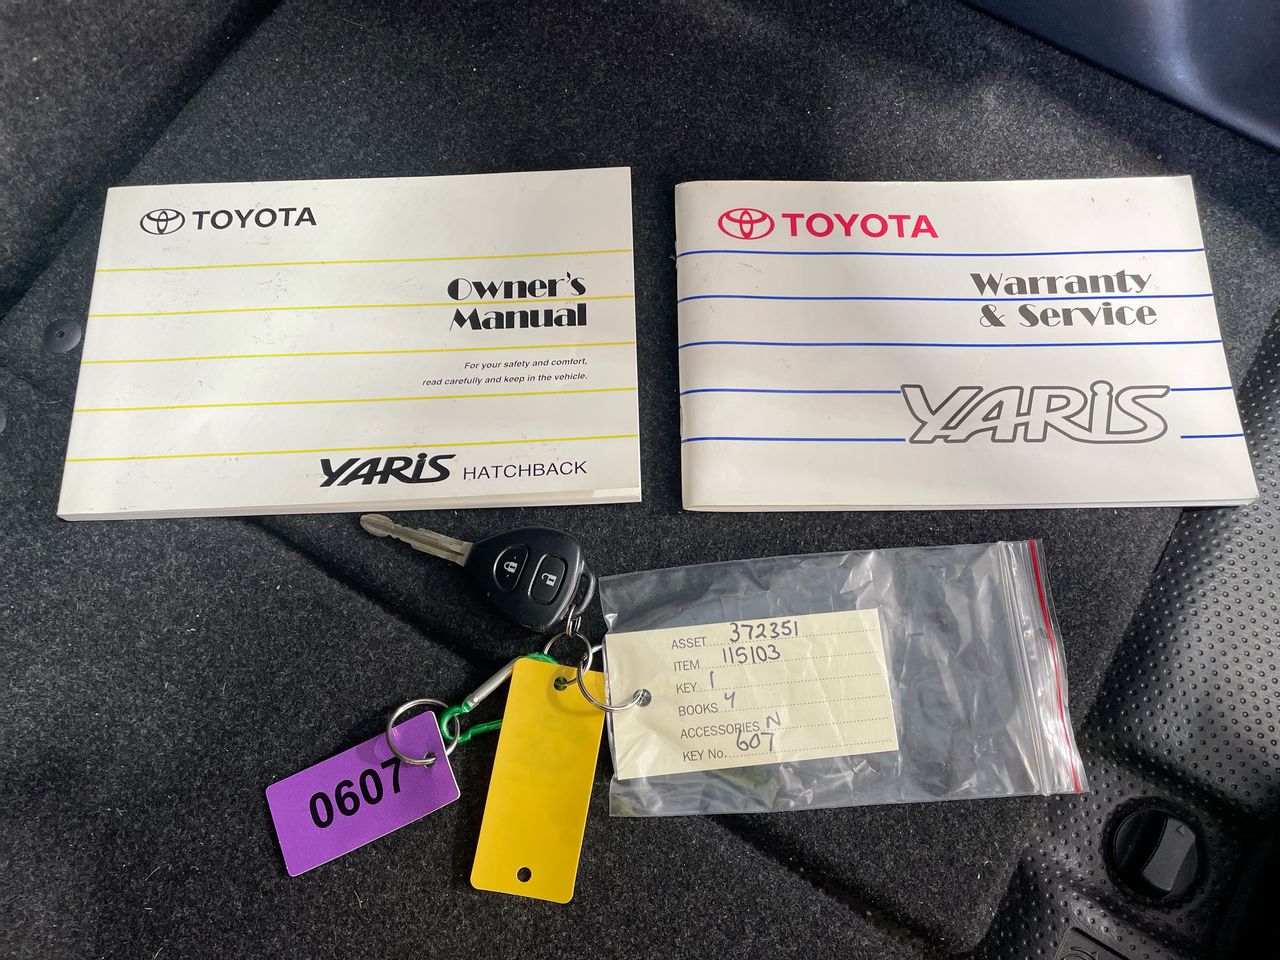 TOYOTA
Owner's
Manual
For your safety and comfort,
read carefully and keep in the vehicle.
YARiS HATCHBACK
TOYOTA
Warranty
& Service
YARiS
ASSET 372351
ITEM 115103
KEY 1
BOOKS 4
ACCESSORIES N
KEY No. 607
0607